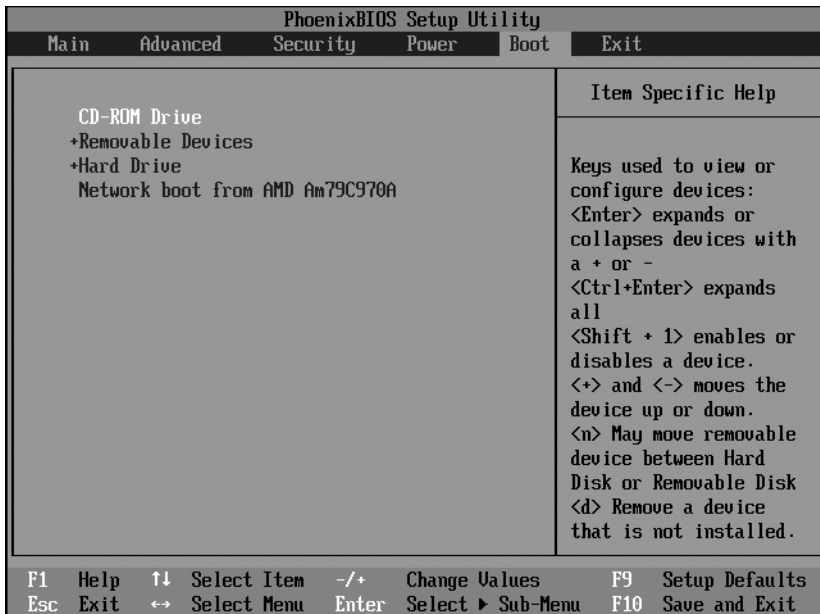 PhoenixBIOS Setup Utility
Main Advanced Security Power Boot Exit
CD-ROM Drive
+Removable Devices
+Hard Drive
Network boot from AMD Am79C970A
Item Specific Help
Keys used to view or
configure devices:
<Enter> expands or
collapses devices with
a + or -
<Ctrl+Enter> expands
all
<Shift + 1> enables or
disables a device.
<+> and <-> moves the
device up or down.
<n> May move removable
device between Hard
Disk or Removable Disk
<d> Remove a device
that is not installed.
F1 Help ↑↓ Select Item -/+ Change Values F9 Setup Defaults
Esc Exit ↔ Select Menu Enter Select ▶ Sub-Menu F10 Save and Exit